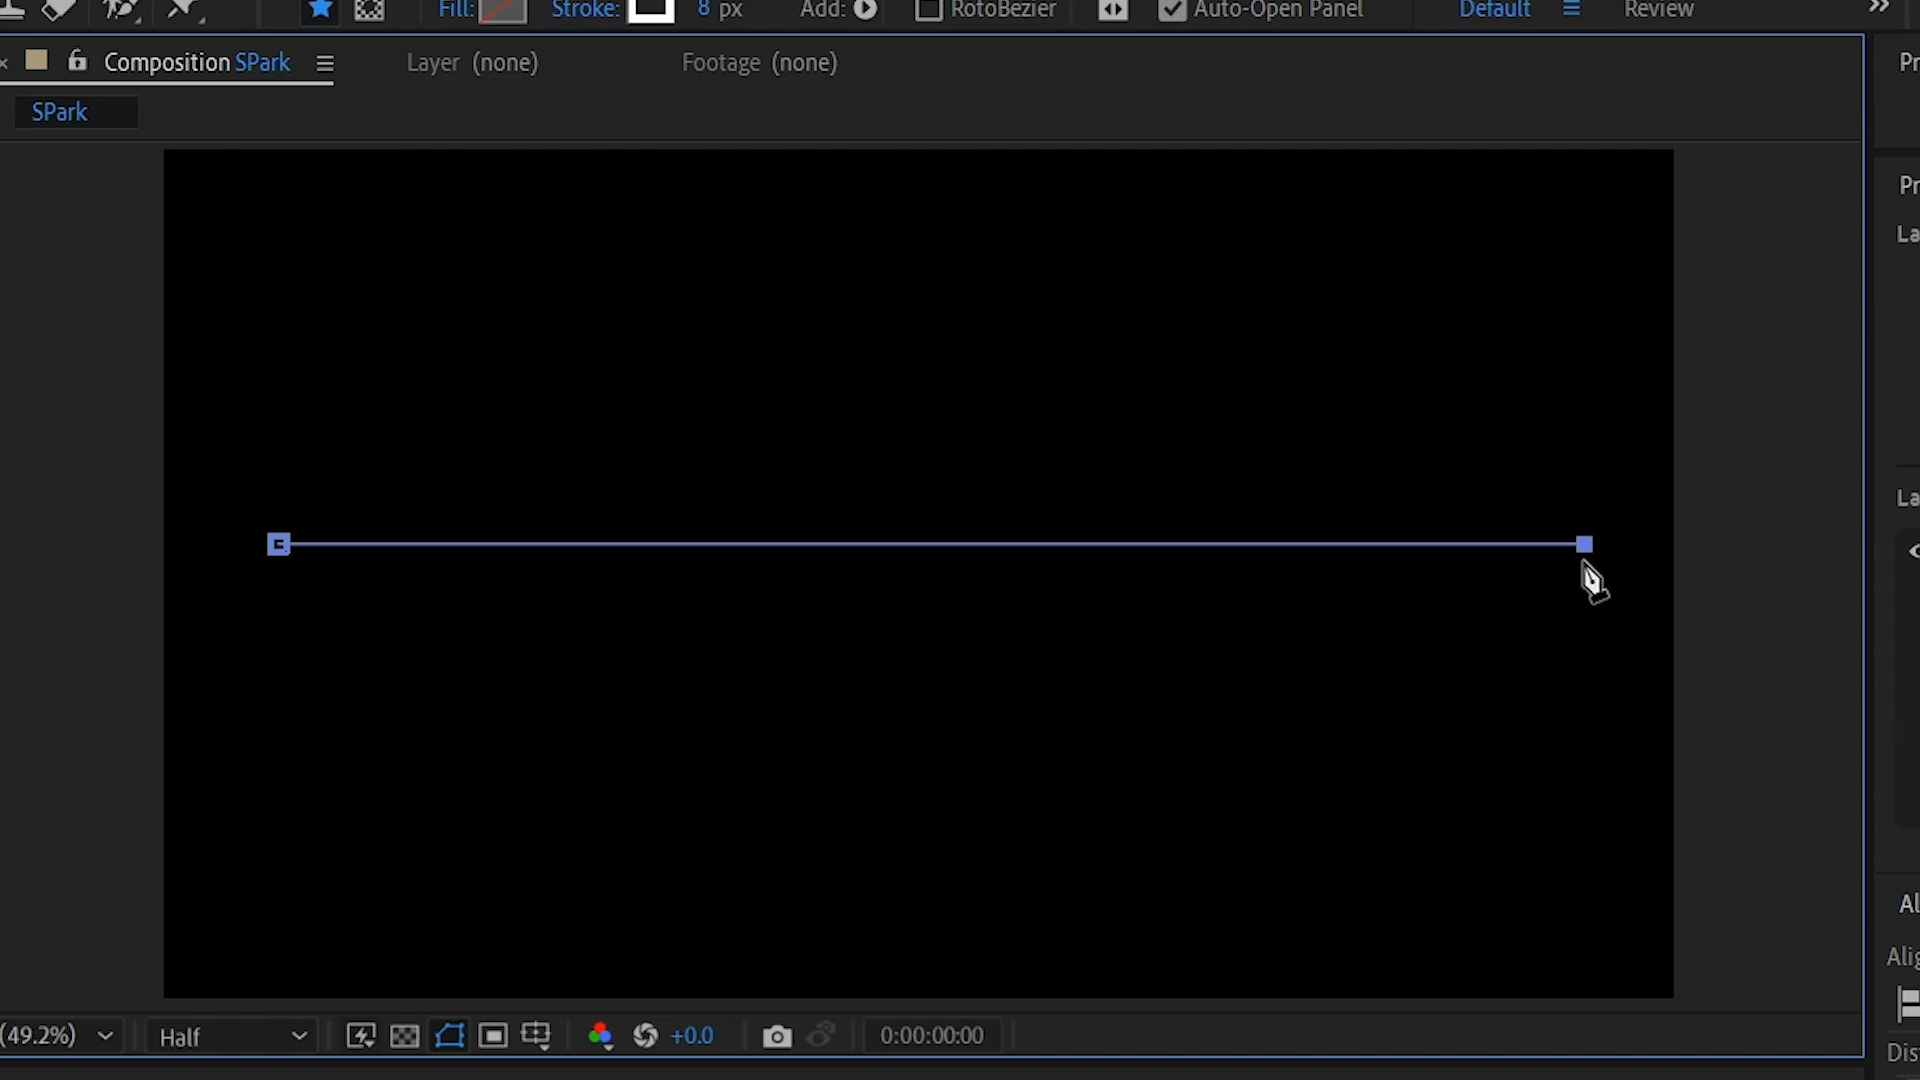 Fill: Stroke: 8 px Add: RotoBezier Auto-Open Panel Default Review
Composition SPark Layer (none) Footage (none)
SPark
Pr
Pr
La
La
Al
Alig
Dis
(49.2%) Half +0.0 0:00:00:00